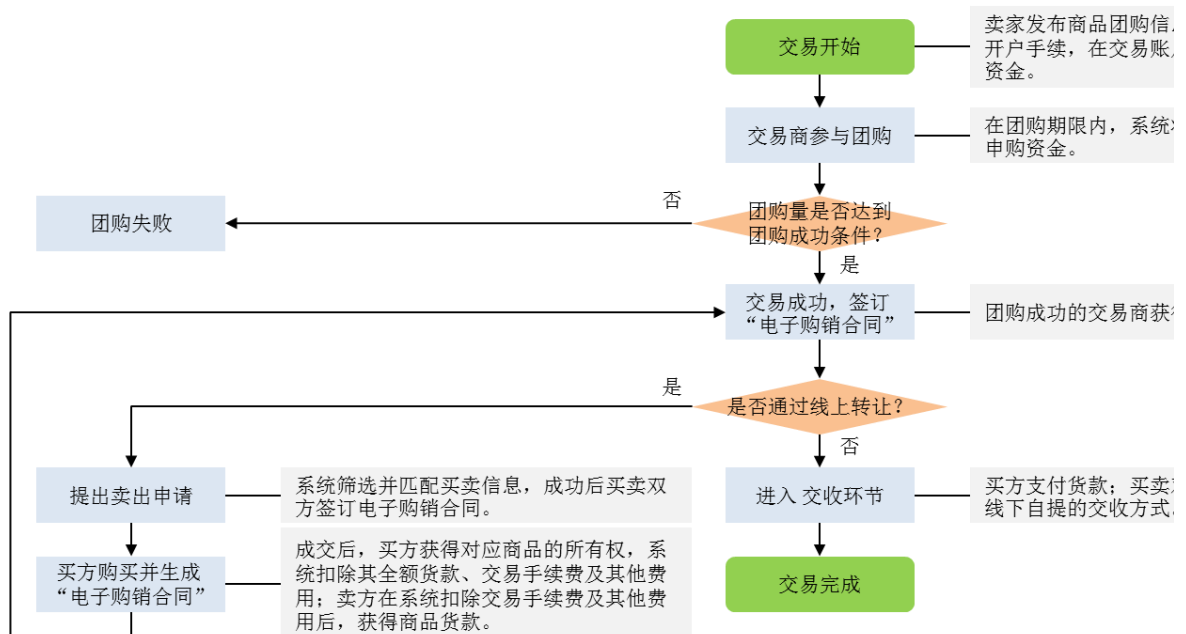 交易开始
卖家发布商品团购信
开户手续，在交易账
资金。
交易商参与团购
在团购期限内，系统
申购资金。
否
团购失败
团购量是否达到
团购成功条件？
是
交易成功，签订
“电子购销合同”
团购成功的交易商获
是
是否通过线上转让？
否
提出卖出申请
系统筛选并匹配买卖信息，成功后买卖双
方签订电子购销合同。
进入 交收环节
买方支付货款；买卖
线下自提的交收方式
买方购买并生成
“电子购销合同”
成交后，买方获得对应商品的所有权，系
统扣除其全额货款、交易手续费及其他费
用；卖方在系统扣除交易手续费及其他费
用后，获得商品货款。
交易完成